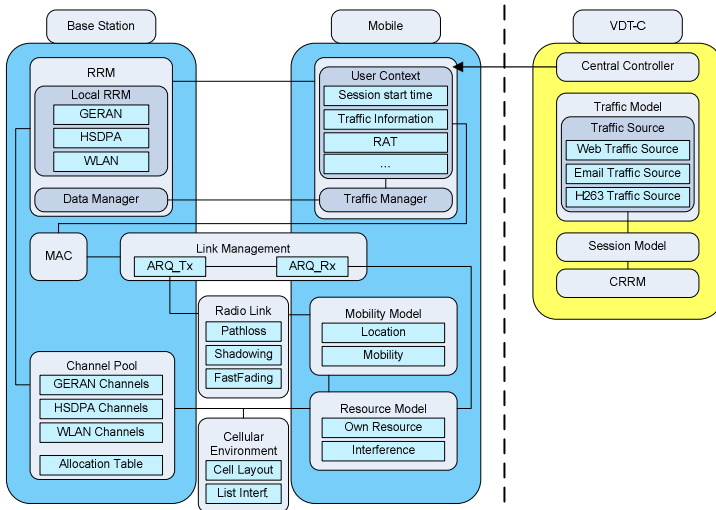 Base Station
Mobile
VDT-C
RRM
Local RRM
GERAN
HSDPA
WLAN
Data Manager
User Context
Session start time
Traffic Information
RAT
...
Traffic Manager
Central Controller
Traffic Model
Traffic Source
Web Traffic Source
Email Traffic Source
H263 Traffic Source
Session Model
CRRM
MAC
Link Management
ARQ_Tx
ARQ_Rx
Radio Link
Pathloss
Shadowing
FastFading
Mobility Model
Location
Mobility
Channel Pool
GERAN Channels
HSDPA Channels
WLAN Channels
Allocation Table
Resource Model
Own Resource
Interference
Cellular
Environment
Cell Layout
List Interf.